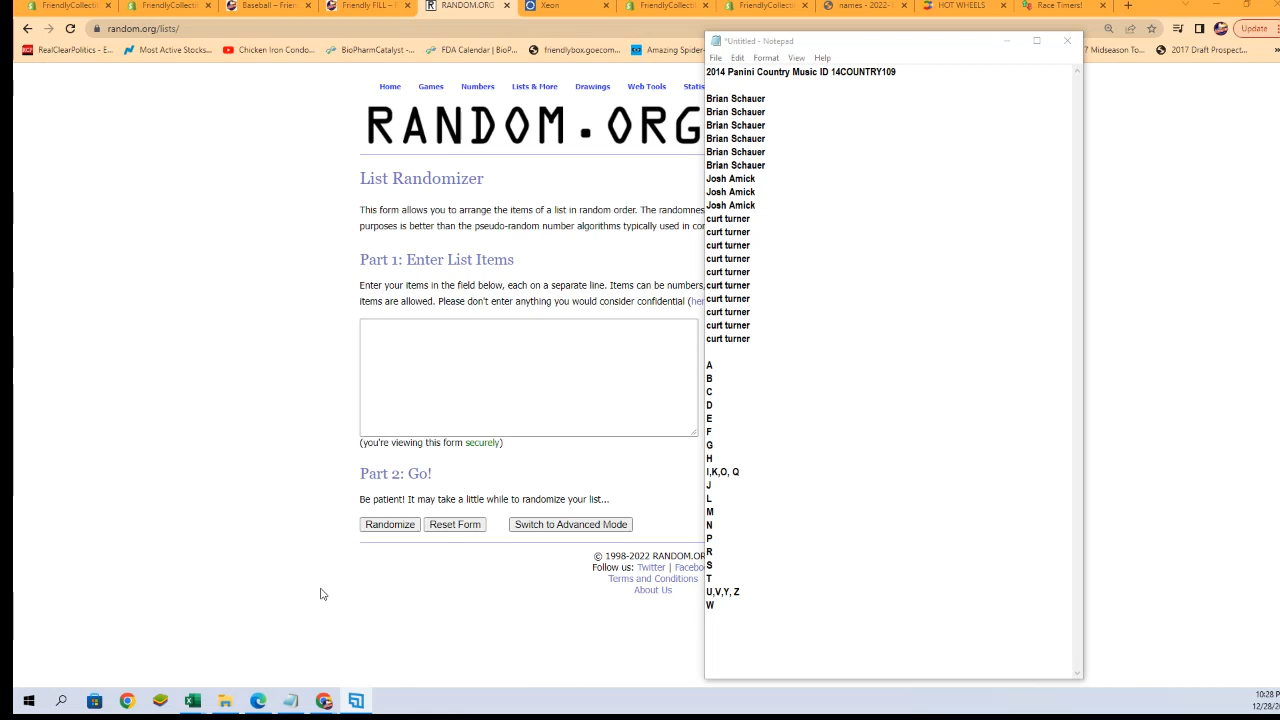 FriendlyCollecti
FriendlyCollecti
Baseball – Frien
Friendly FILL – I
RANDOM.ORG
Xeon
FriendlyCollecti
FriendlyCollecti
names - 2022-
HOT WHEELS
Race Timers!
random.org/lists/
Update
RealClearPolitics - E...
Most Active Stocks...
Chicken Iron Condo...
BioPharmCatalyst -...
FDA Calendar | BioP...
friendlybox.goecom...
Amazing Spider-
7 Midseason To...
2017 Draft Prospect...
*Untitled - Notepad
File Edit Format View Help
2014 Panini Country Music ID 14COUNTRY109
Brian Schauer
Brian Schauer
Brian Schauer
Brian Schauer
Brian Schauer
Brian Schauer
Josh Amick
Josh Amick
Josh Amick
curt turner
curt turner
curt turner
curt turner
curt turner
curt turner
curt turner
curt turner
curt turner
curt turner
A
B
C
D
E
F
G
H
I,K,O, Q
J
L
M
N
P
R
S
T
U,V,Y, Z
W
Home Games Numbers Lists & More Drawings Web Tools Statis
RANDOM.ORG
List Randomizer
This form allows you to arrange the items of a list in random order. The randomnes
purposes is better than the pseudo-random number algorithms typically used in co
Part 1: Enter List Items
Enter your items in the field below, each on a separate line. Items can be numbers,
items are allowed. Please don't enter anything you would consider confidential (her
(you're viewing this form securely)
Part 2: Go!
Be patient! It may take a little while to randomize your list...
Randomize Reset Form Switch to Advanced Mode
© 1998-2022 RANDOM.OR
Follow us: Twitter | Facebo
Terms and Conditions
About Us
10:28 PM
12/28/20